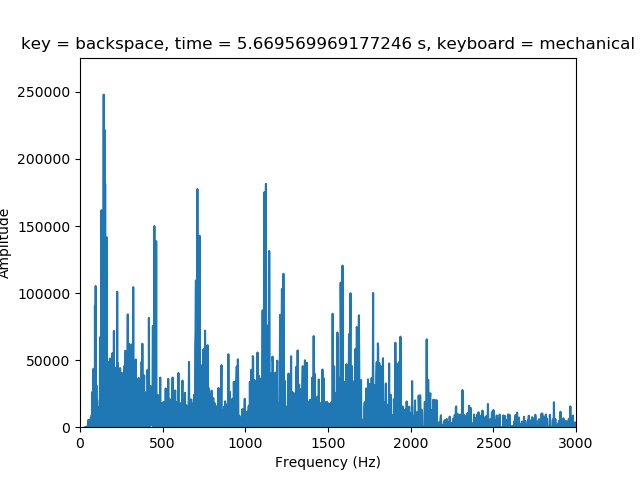 key = backspace, time = 5.669569969177246 s, keyboard = mechanical
250000
200000
150000
100000
50000
0
Amplitude
0 500 1000 1500 2000 2500 3000
Frequency (Hz)